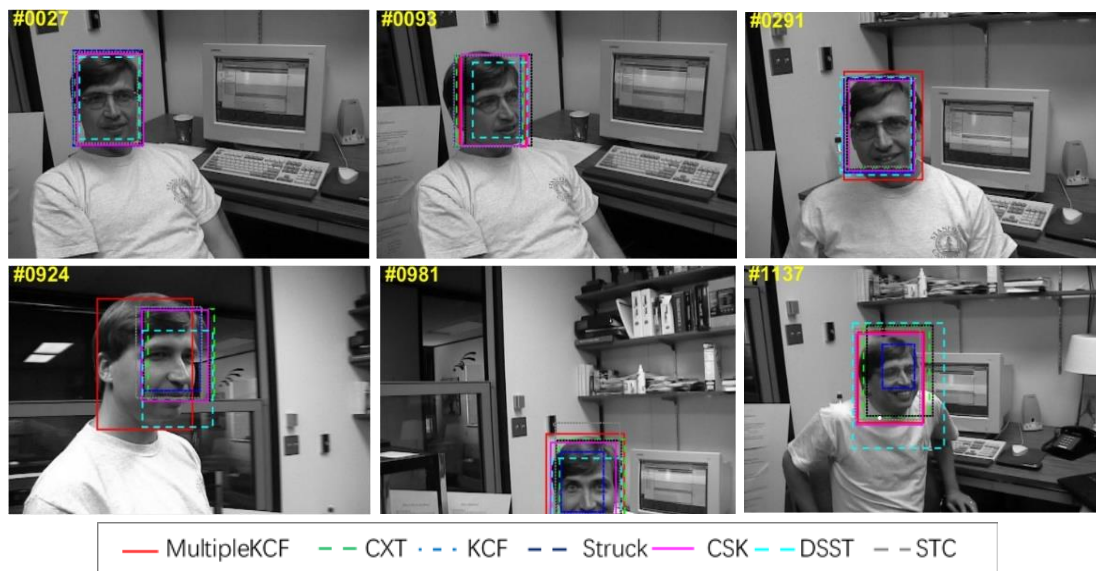 #0027 #0093 #0291
#0924 #0981 #1137
MultipleKCF CXT KCF Struck CSK DSST STC